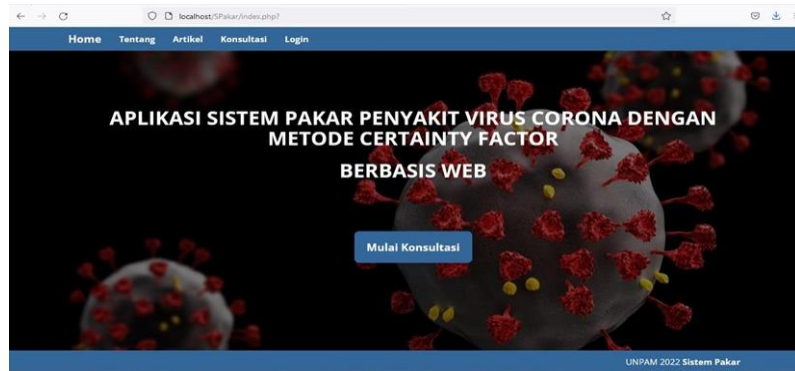 localhost/SPakar/index.php?
Home Tentang Artikel Konsultasi Login
APLIKASI SISTEM PAKAR PENYAKIT VIRUS CORONA DENGAN
METODE CERTAINTY FACTOR
BERBASIS WEB
Mulai Konsultasi
UNPAM 2022 Sistem Pakar